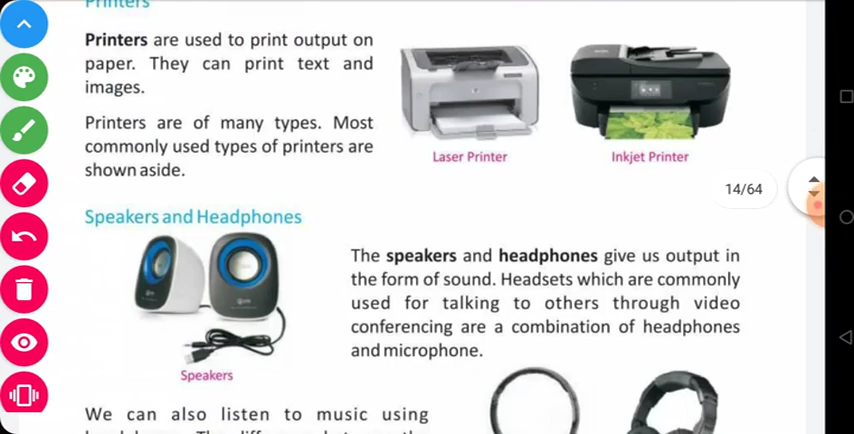 Printers
Printers are used to print output on
paper. They can print text and
images.
Printers are of many types. Most
commonly used types of printers are
shown aside.
Laser Printer
Inkjet Printer
14/64
Speakers and Headphones
The speakers and headphones give us output in
the form of sound. Headsets which are commonly
used for talking to others through video
conferencing are a combination of headphones
and microphone.
Speakers
We can also listen to music using